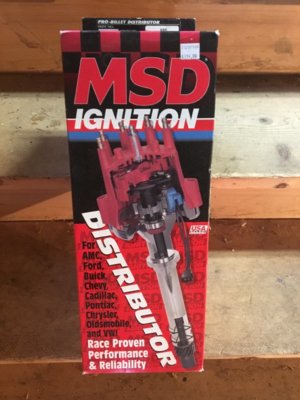 PRO-BILLET DISTRIBUTOR
MSD
IGNITION
DISTRIBUTOR
For
AMC,
Ford,
Buick,
Chevy,
Cadillac,
Pontiac,
Chrysler,
Oldsmobile,
and VW!
USA
Race Proven
Performance
& Reliability